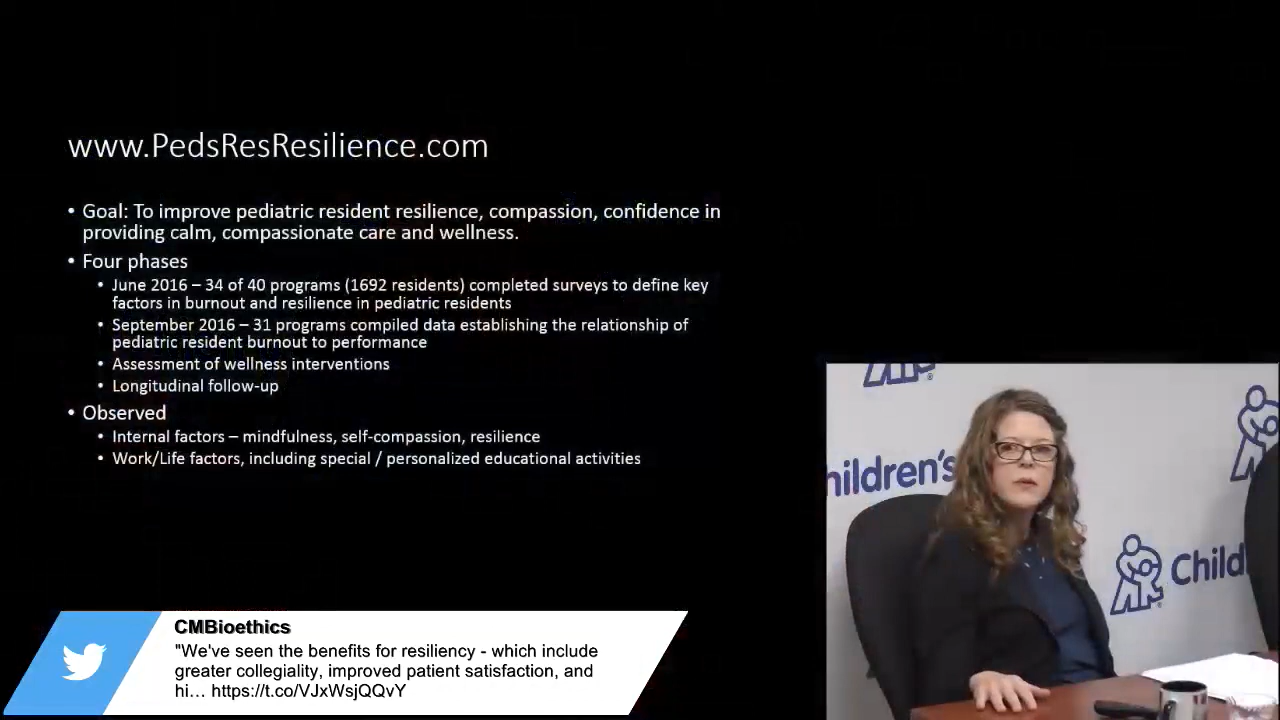 www.PedsResResilience.com
• Goal: To improve pediatric resident resilience, compassion, confidence in
providing calm, compassionate care and wellness.
• Four phases
• June 2016 – 34 of 40 programs (1692 residents) completed surveys to define key
factors in burnout and resilience in pediatric residents
• September 2016 – 31 programs compiled data establishing the relationship of
pediatric resident burnout to performance
• Assessment of wellness interventions
• Longitudinal follow-up
• Observed
• Internal factors – mindfulness, self-compassion, resilience
• Work/Life factors, including special / personalized educational activities
hildren's
Child
CMBioethics
"We've seen the benefits for resiliency - which include
greater collegiality, improved patient satisfaction, and
hi... https://t.co/VJxWsjQQvY